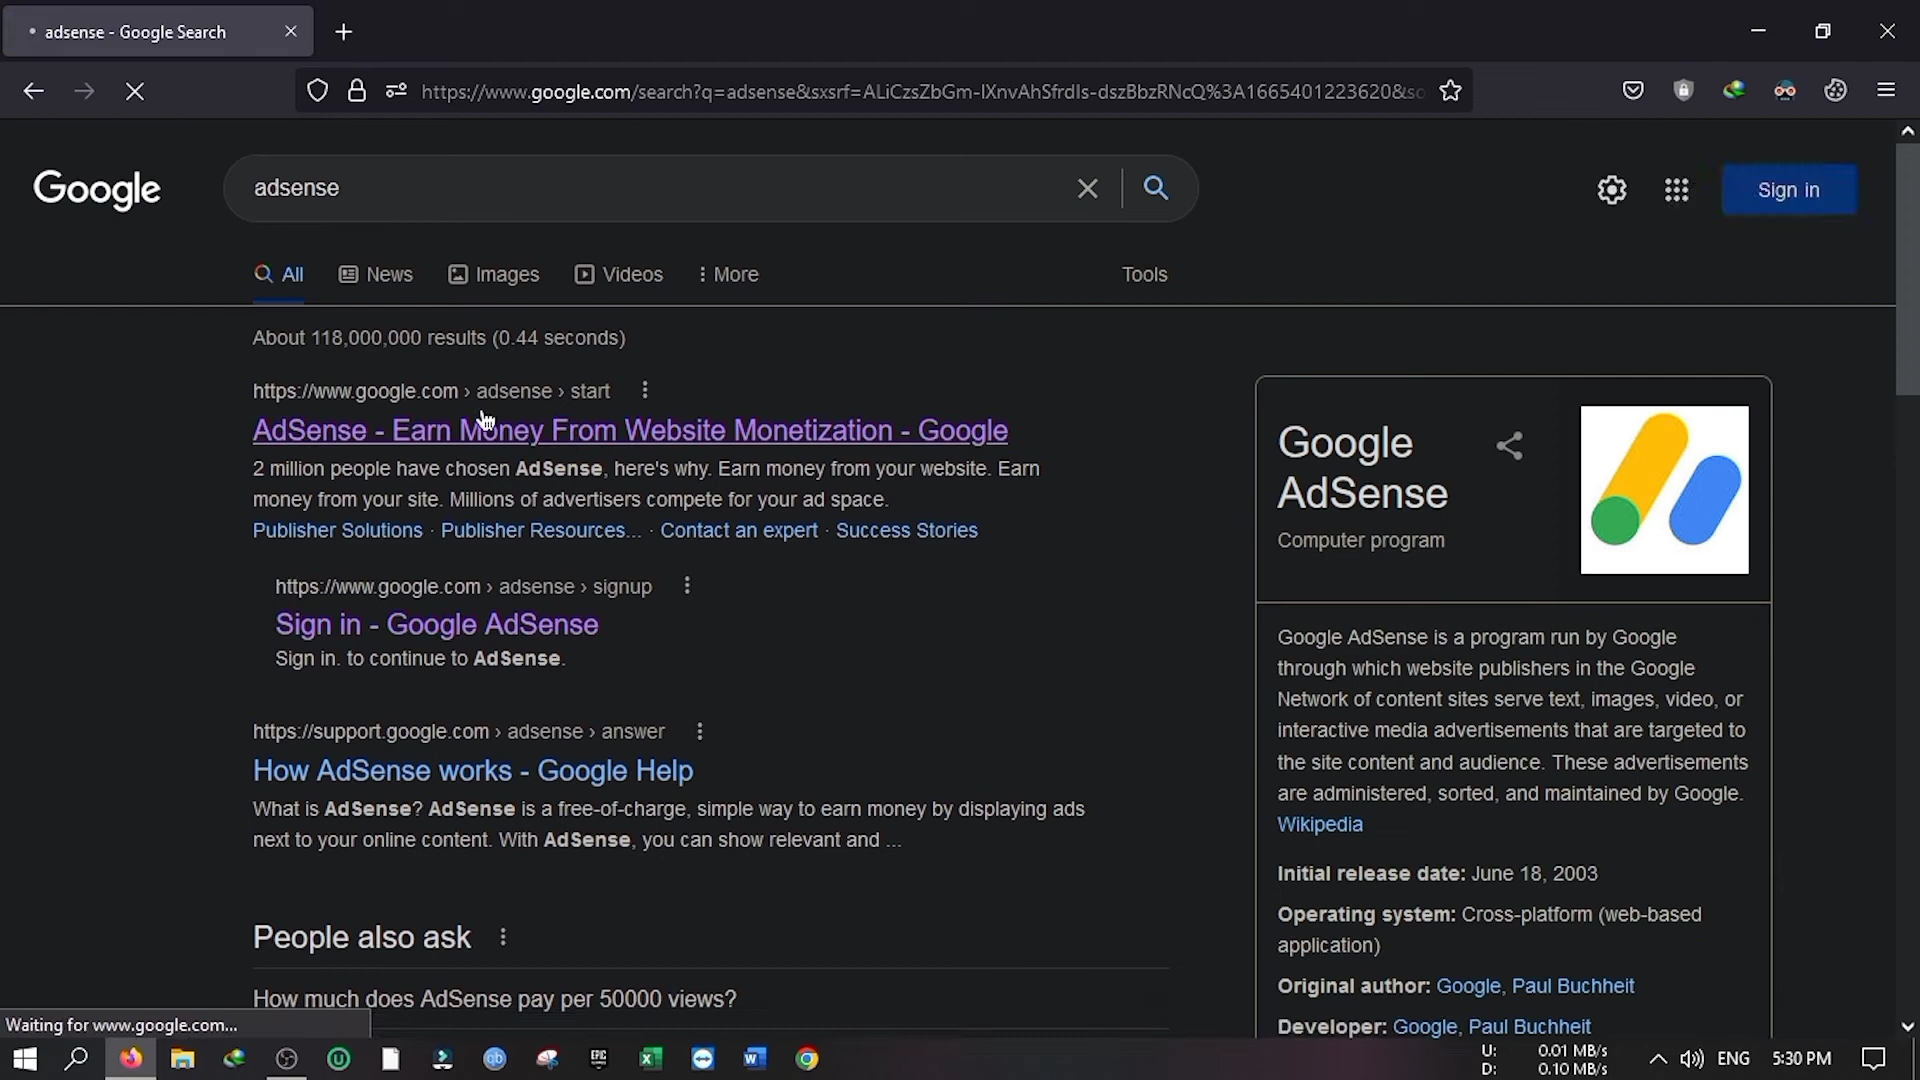 adsense - Google Search
https://www.google.com/search?q=adsense&sxsrf=ALiCzsZbGm-IXnvAhSfrdIs-dszBbzRNcQ%3A1665401223620&so
Google
adsense
Sign in
All News Images Videos More Tools
About 118,000,000 results (0.44 seconds)
https://www.google.com › adsense › start
AdSense - Earn Money From Website Monetization - Google
2 million people have chosen AdSense, here's why. Earn money from your website. Earn
money from your site. Millions of advertisers compete for your ad space.
Publisher Solutions · Publisher Resources... · Contact an expert · Success Stories
https://www.google.com › adsense › signup
Sign in - Google AdSense
Sign in. to continue to AdSense.
https://support.google.com › adsense › answer
How AdSense works - Google Help
What is AdSense? AdSense is a free-of-charge, simple way to earn money by displaying ads
next to your online content. With AdSense, you can show relevant and ...
People also ask
How much does AdSense pay per 50000 views?
Google
AdSense
Computer program
Google AdSense is a program run by Google
through which website publishers in the Google
Network of content sites serve text, images, video, or
interactive media advertisements that are targeted to
the site content and audience. These advertisements
are administered, sorted, and maintained by Google.
Wikipedia
Initial release date: June 18, 2003
Operating system: Cross-platform (web-based
application)
Original author: Google, Paul Buchheit
Developer: Google, Paul Buchheit
Waiting for www.google.com...
qb
EPIC
U: 0.01 MB/s
D: 0.10 MB/s
ENG
5:30 PM